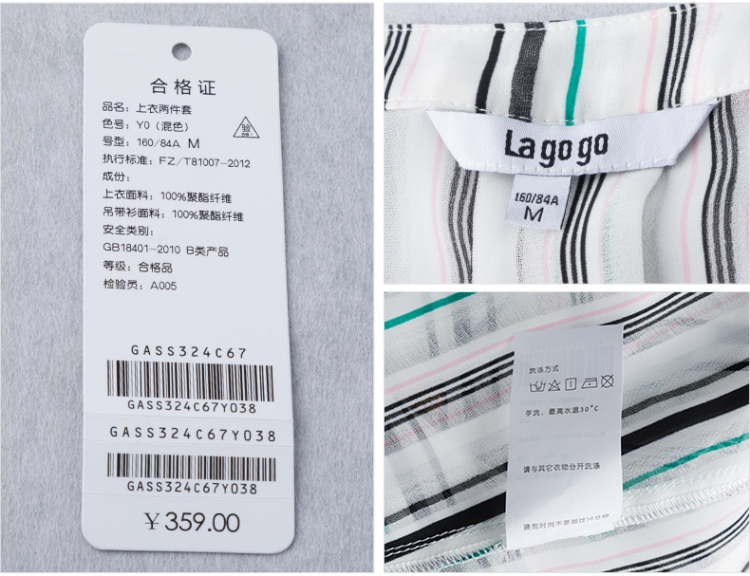 合格证
品名：上衣两件套
色号：Y0（混色）
验
号型：160/84A M
执行标准：FZ/T81007-2012
成份：
上衣面料：100%聚酯纤维
吊带衫面料：100%聚酯纤维
安全类别：
GB18401-2010 B类产品
等级：合格品
检验员：A005
GASS324C67
GASS324C67Y038
GASS324C67Y038
GASS324C67Y038
￥359.00
Lagogo
160/84A
M
洗涤方式
手洗，最高水温30°C
请与其它衣物分开洗涤